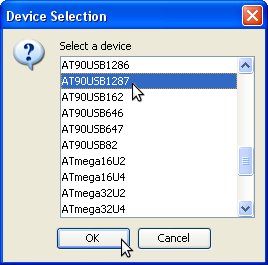 Device Selection
Select a device
AT90USB1286
AT90USB1287
AT90USB162
AT90USB646
AT90USB647
AT90USB82
ATmega16U2
ATmega16U4
ATmega32U2
ATmega32U4
OK Cancel